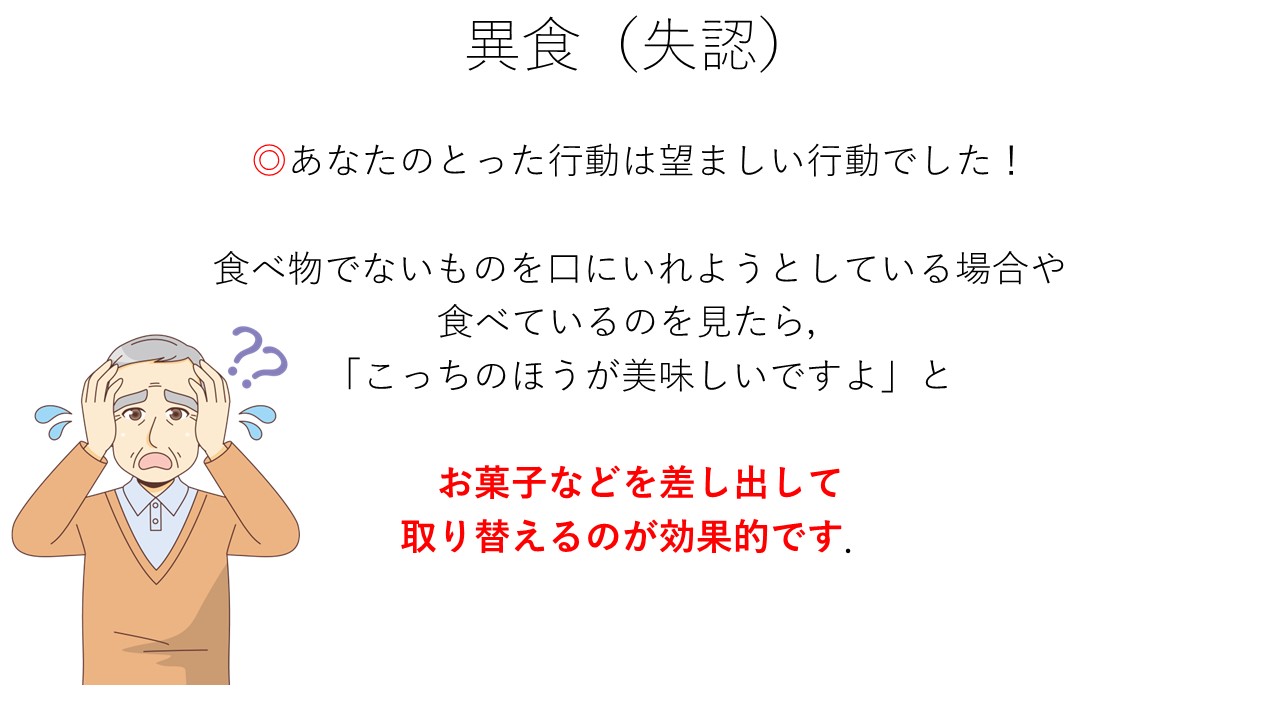 異食（失認）
◎あなたのとった行動は望ましい行動でした！
食べ物でないものを口にいれようとしている場合や
食べているのを見たら，
「こっちのほうが美味しいですよ」と
お菓子などを差し出して
取り替えるのが効果的です．
??